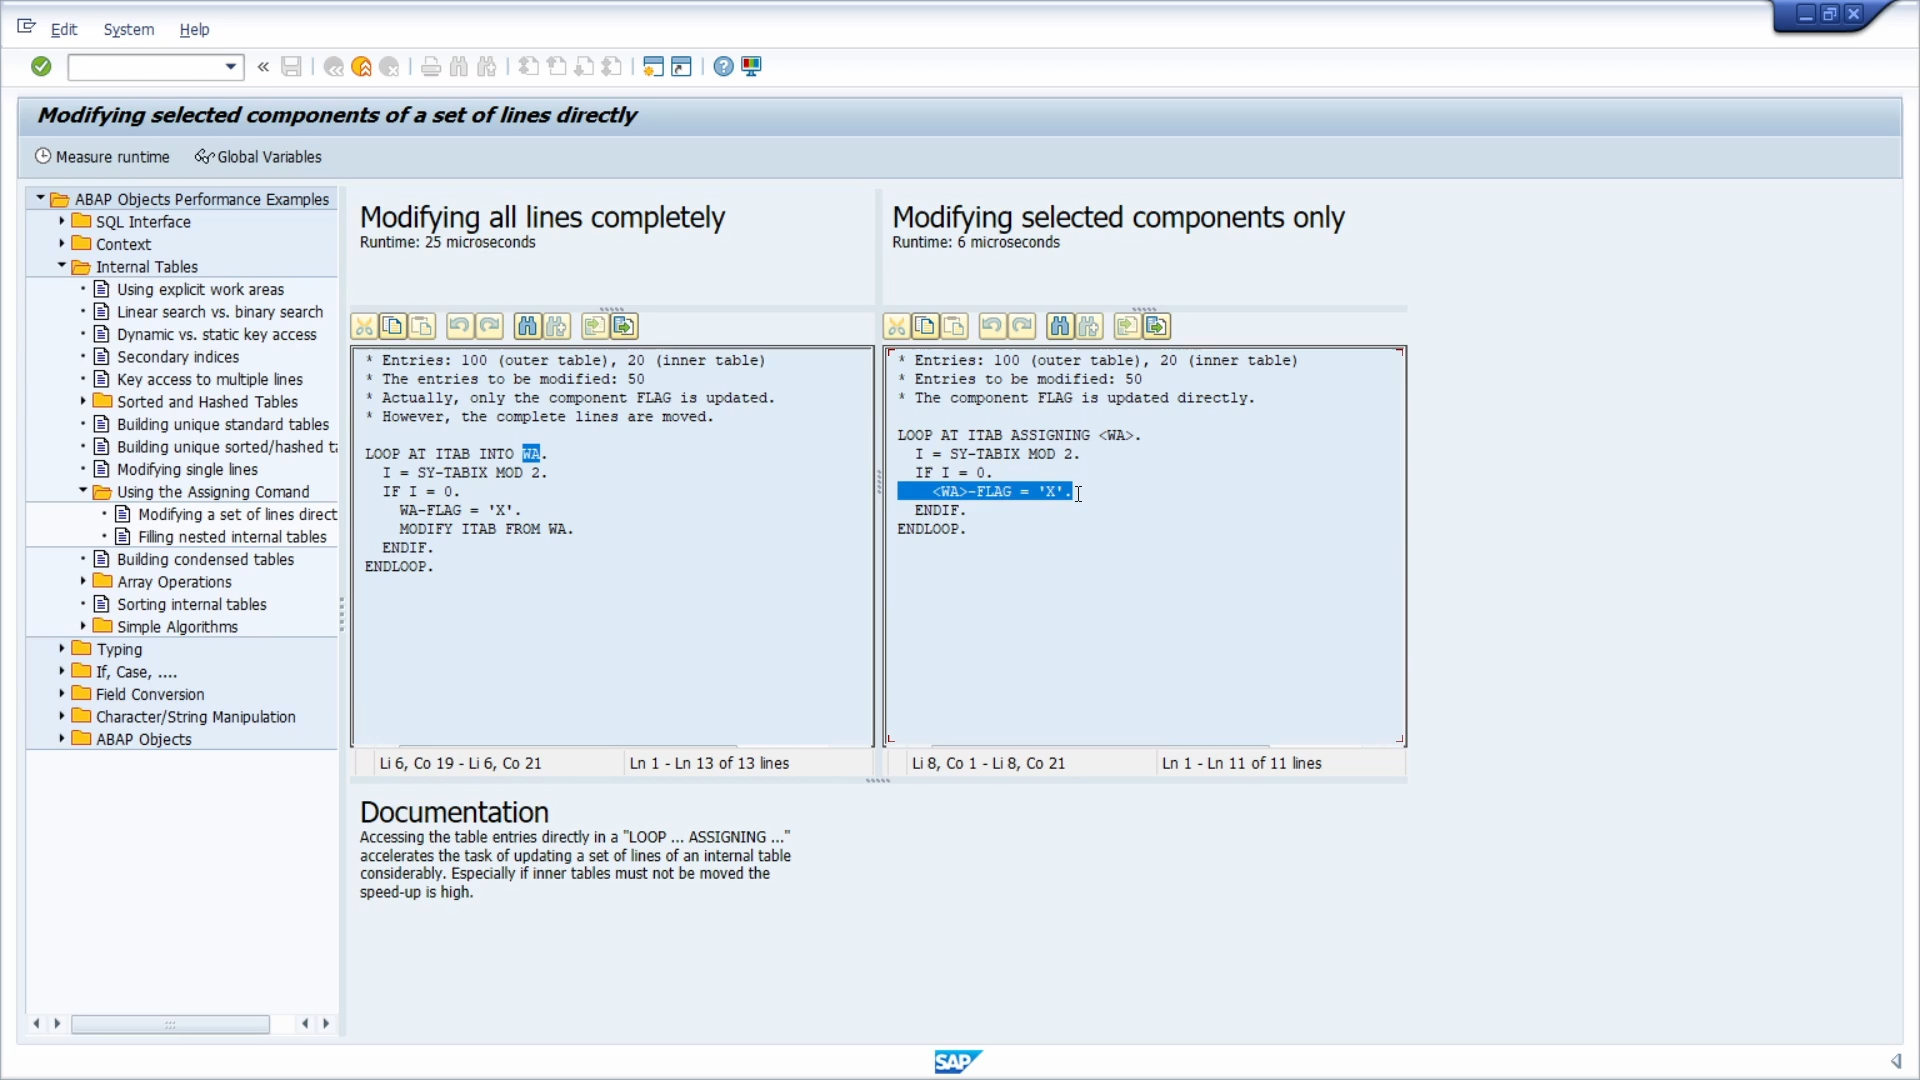 Edit System Help
Modifying selected components of a set of lines directly
Measure runtime Global Variables
ABAP Objects Performance Examples
SQL Interface
Context
Internal Tables
Using explicit work areas
Linear search vs. binary search
Dynamic vs. static key access
Secondary indices
Key access to multiple lines
Sorted and Hashed Tables
Building unique standard tables
Building unique sorted/hashed ta
Modifying single lines
Using the Assigning Comand
Modifying a set of lines direct
Filling nested internal tables
Building condensed tables
Array Operations
Sorting internal tables
Simple Algorithms
Typing
If, Case, ....
Field Conversion
Character/String Manipulation
ABAP Objects
Modifying all lines completely
Runtime: 25 microseconds
* Entries: 100 (outer table), 20 (inner table)
* The entries to be modified: 50
* Actually, only the component FLAG is updated.
* However, the complete lines are moved.
LOOP AT ITAB INTO WA.
I = SY-TABIX MOD 2.
IF I = 0.
WA-FLAG = 'X'.
MODIFY ITAB FROM WA.
ENDIF.
ENDLOOP.
Li 6, Co 19 - Li 6, Co 21 Ln 1 - Ln 13 of 13 lines
Modifying selected components only
Runtime: 6 microseconds
* Entries: 100 (outer table), 20 (inner table)
* Entries to be modified: 50
* The component FLAG is updated directly.
LOOP AT ITAB ASSIGNING <WA>.
I = SY-TABIX MOD 2.
IF I = 0.
<WA>-FLAG = 'X'.
ENDIF.
ENDLOOP.
Li 8, Co 1 - Li 8, Co 21 Ln 1 - Ln 11 of 11 lines
Documentation
Accessing the table entries directly in a "LOOP ... ASSIGNING ..."
accelerates the task of updating a set of lines of an internal table
considerably. Especially if inner tables must not be moved the
speed-up is high.
SAP